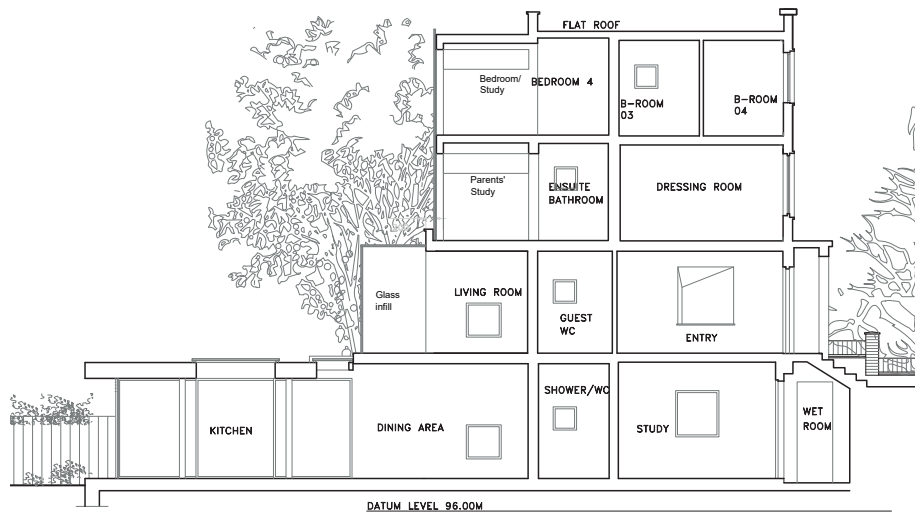 FLAT ROOF
Bedroom/
Study
BEDROOM 4
B-ROOM
03
B-ROOM
04
Parents'
Study
ENSUITE
BATHROOM
DRESSING ROOM
Glass
infill
LIVING ROOM
GUEST
WC
ENTRY
KITCHEN
DINING AREA
SHOWER/WC
STUDY
WET
ROOM
DATUM LEVEL 96.00M